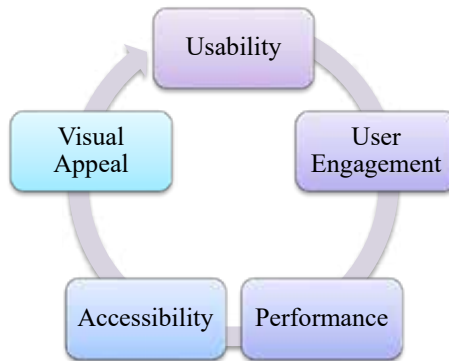 Usability
User
Engagement
Performance
Accessibility
Visual
Appeal